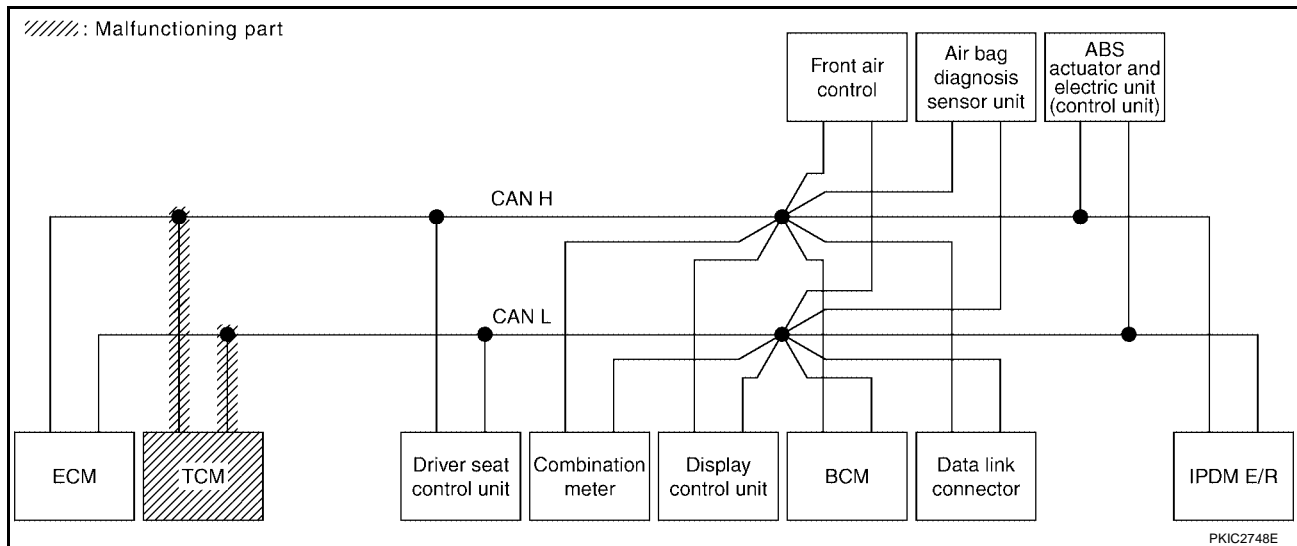 : Malfunctioning part
Front air
control
Air bag
diagnosis
sensor unit
ABS
actuator and
electric unit
(control unit)
CAN H
CAN L
ECM
TCM
Driver seat
control unit
Combination
meter
Display
control unit
BCM
Data link
connector
IPDM E/R
PKIC2748E